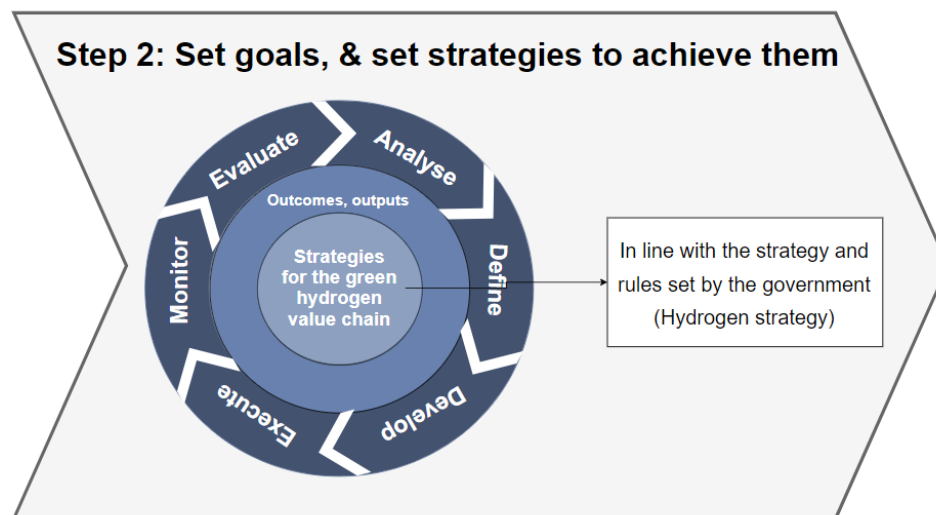 Step 2: Set goals, & set strategies to achieve them
Evaluate
Analyse
Define
Develop
Execute
Monitor
Outcomes, outputs
Strategies
for the green
hydrogen
value chain
In line with the strategy and
rules set by the government
(Hydrogen strategy)